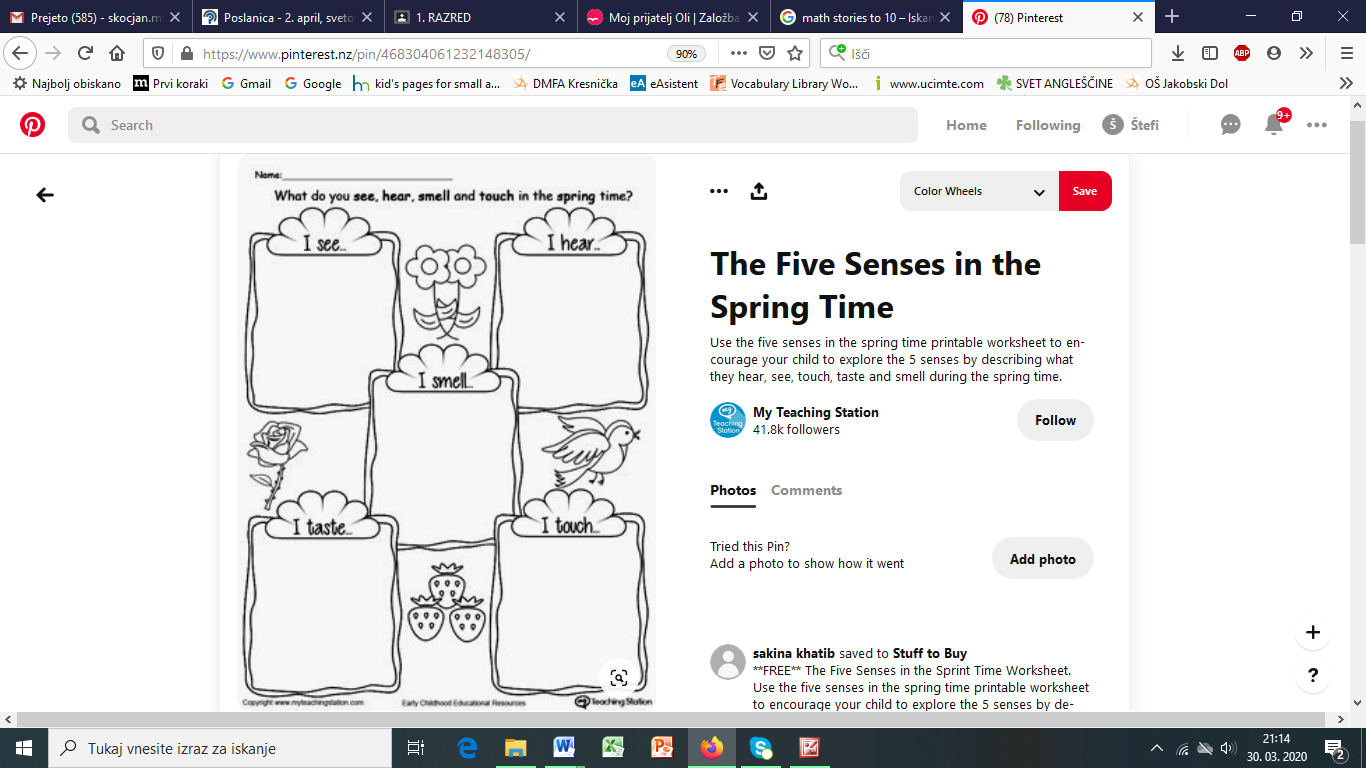 Prejeto (585) - skocjan.m
Poslanica - 2. april, sveto
1. RAZRED
Moj prijatelj Oli | Založba
math stories to 10 – Iskan
(78) Pinterest
https://www.pinterest.nz/pin/468304061232148305/
90%
Išči
Najbolj obiskano
Prvi koraki
Gmail
Google
kid's pages for small a...
DMFA Kresnička
eAsistent
Vocabulary Library Wo...
www.ucimte.com
SVET ANGLEŠČINE
OŠ Jakobski Dol
Search
Home
Following
Š
Štefi
9+
Name:
What do you see, hear, smell and touch in the spring time?
I see...
I hear...
I smell...
I taste...
I touch...
Copyright www.myteachingstation.com
Early Childhood Educational Resources
my Teaching Station
Color Wheels
Save
The Five Senses in the
Spring Time
Use the five senses in the spring time printable worksheet to en-
courage your child to explore the 5 senses by describing what
they hear, see, touch, taste and smell during the spring time.
my Teaching Station
My Teaching Station
41.8k followers
Follow
Photos
Comments
Tried this Pin?
Add a photo to show how it went
Add photo
sakina khatib saved to Stuff to Buy
**FREE** The Five Senses in the Sprint Time Worksheet.
Use the five senses in the spring time printable worksheet
to encourage your child to explore the 5 senses by de-
+
?
Tukaj vnesite izraz za iskanje
21:14
30. 03. 2020
2